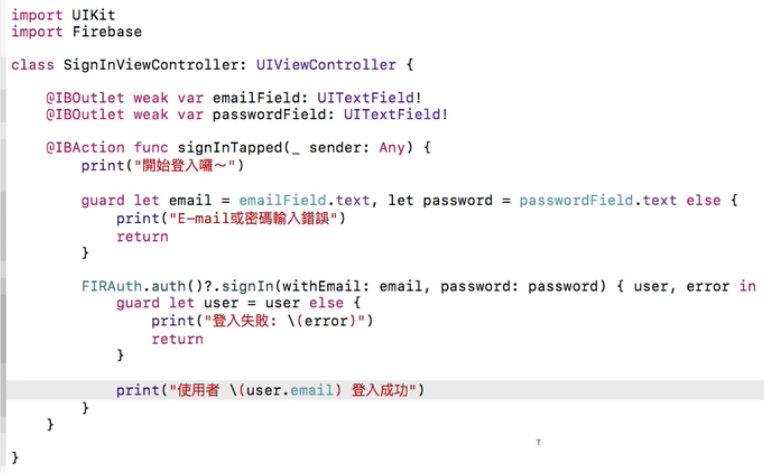 import UIKit
import Firebase
class SignInViewController: UIViewController {
@IBOutlet weak var emailField: UITextField!
@IBOutlet weak var passwordField: UITextField!
@IBAction func signInTapped(_ sender: Any) {
print("開始登入囉～")
guard let email = emailField.text, let password = passwordField.text else {
print("E-mail或密碼輸入錯誤")
return
}
FIRAuth.auth()?.signIn(withEmail: email, password: password) { user, error in
guard let user = user else {
print("登入失敗: \(error)")
return
}
print("使用者 \(user.email) 登入成功")
}
}
}